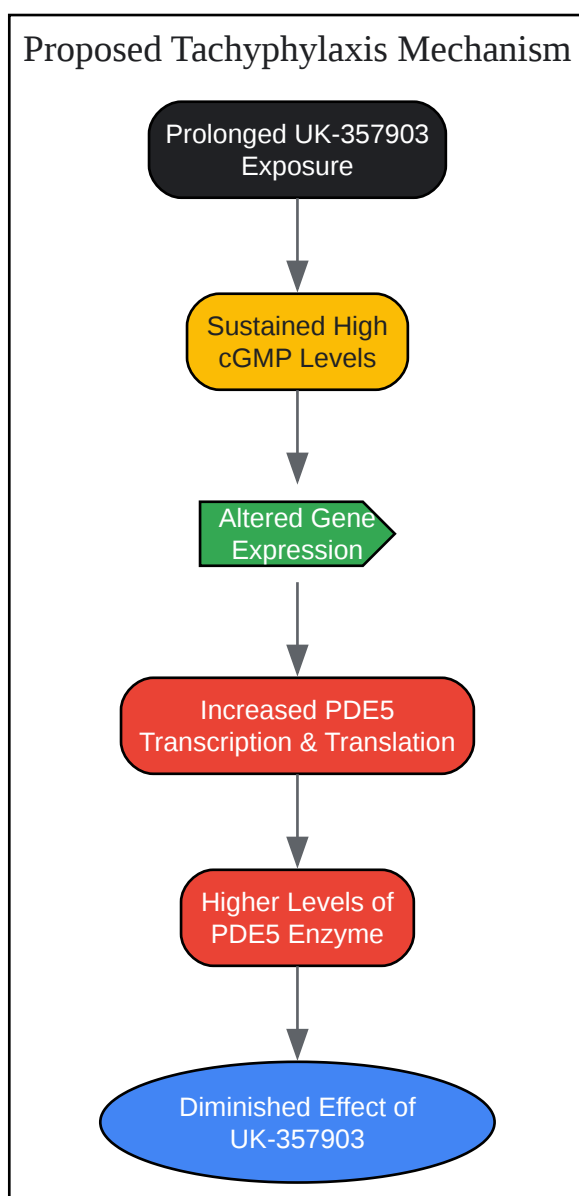 Proposed Tachyphylaxis Mechanism
Prolonged UK-357903
Exposure
Sustained High
cGMP Levels
Altered Gene
Expression
Increased PDE5
Transcription & Translation
Higher Levels of
PDE5 Enzyme
Diminished Effect of
UK-357903